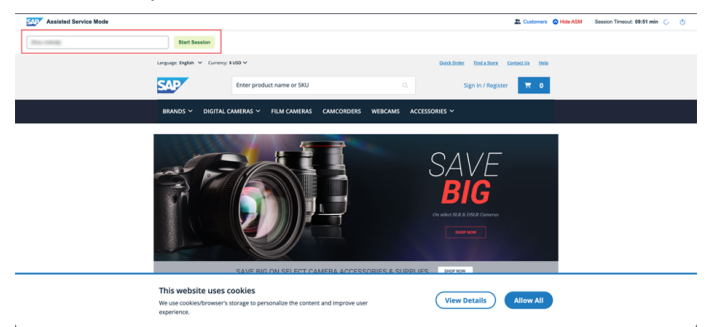 SAP Assisted Service Mode
Customers Hide ASM Session Timeout: 09:51 min
Start Session
Language: English Currency: $ USD Quick Order Find a Store Contact Us Help
SAP Enter product name or SKU Sign In / Register 0
BRANDS DIGITAL CAMERAS FILM CAMERAS CAMCORDERS WEBCAMS ACCESSORIES
SAVE
BIG
On select SLR & DSLR Cameras
SHOP NOW
SAVE BIG ON SELECT CAMERA ACCESSORIES & SUPPLIES SHOP NOW
This website uses cookies
We use cookies/browser's storage to personalize the content and improve user
experience.
View Details Allow All